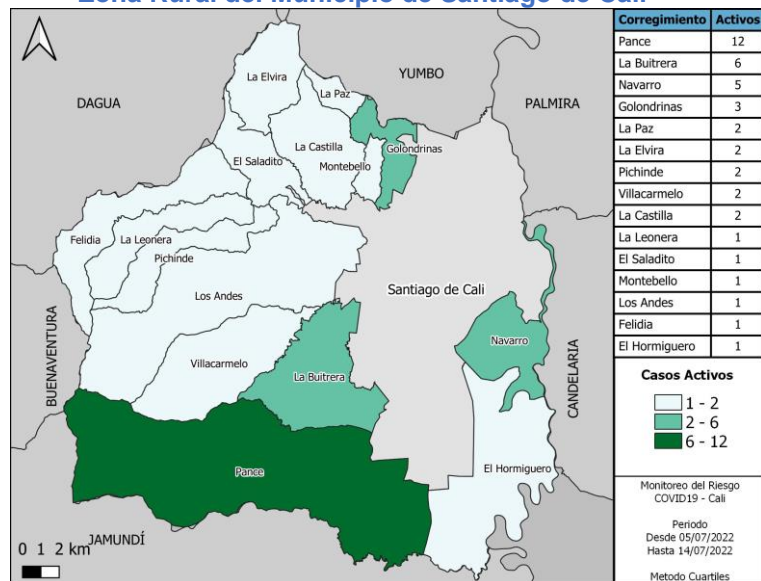 Zona Rural del Municipio de Santiago de Cali
Corregimiento Activos
Pance 12
La Buitrera 6
Navarro 5
Golondrinas 3
La Paz 2
La Elvira 2
Pichinde 2
Villacarmelo 2
La Castilla 2
La Leonera 1
El Saladito 1
Montebello 1
Los Andes 1
Felidia 1
El Hormiguero 1
Casos Activos
1 - 2
2 - 6
6 - 12
Monitoreo del Riesgo
COVID19 - Cali
Periodo
Desde 05/07/2022
Hasta 14/07/2022
Metodo Cuartiles
YUMBO
DAGUA
PALMIRA
La Elvira
La Paz
La Castilla
Golondrinas
El Saladito
Montebello
Felidia
La Leonera
Pichinde
Los Andes
Santiago de Cali
Villacarmelo
La Buitrera
Navarro
BUENAVENTURA
CANDELARIA
Pance
El Hormiguero
JAMUNDÍ
0 1 2 km